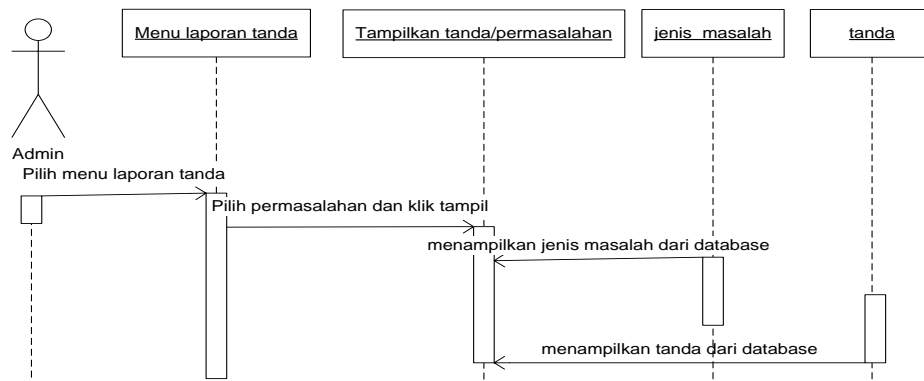 Menu laporan tanda
Tampilkan tanda/permasalahan
jenis_masalah
tanda
Admin
Pilih menu laporan tanda
Pilih permasalahan dan klik tampil
menampilkan jenis masalah dari database
menampilkan tanda dari database